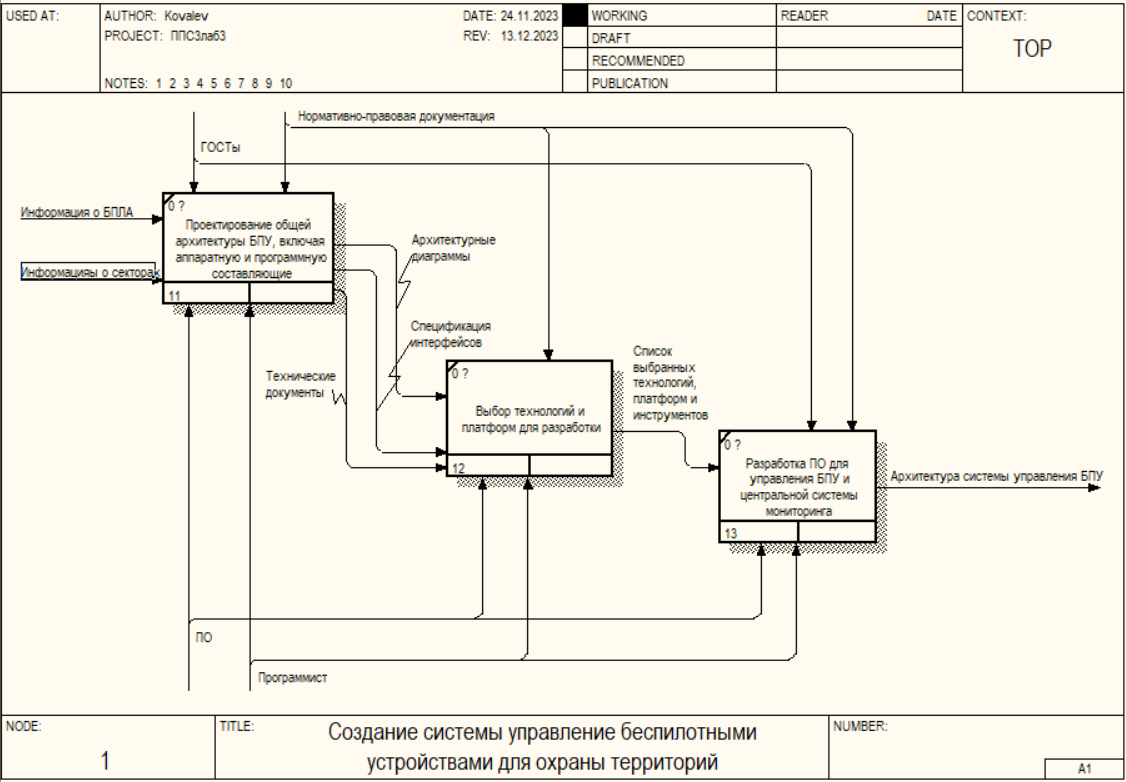 USED AT:
AUTHOR: Kovalev
DATE: 24.11.2023
WORKING
READER
DATE
CONTEXT:
PROJECT: ППСЗлаб3
REV: 13.12.2023
DRAFT
TOP
RECOMMENDED
NOTES: 1 2 3 4 5 6 7 8 9 10
PUBLICATION
Нормативно-правовая документация
ГОСТы
0 ?
Информация о БПЛА
Проектирование общей
архитектуры БПУ, включая
аппаратную и программную
составляющие
Информацияы о секторах
11
Архитектурные
диаграммы
Спецификация
интерфейсов
Технические
документы
0 ?
Выбор технологий и
платформ для разработки
12
Список
выбранных
технологий,
платформ и
инструментов
0 ?
Разработка ПО для
управления БПУ и
центральной системы
мониторинга
13
Архитектура системы управления БПУ
ПО
Программист
NODE:
TITLE:
NUMBER:
1
Создание системы управление беспилотными
устройствами для охраны территорий
A1